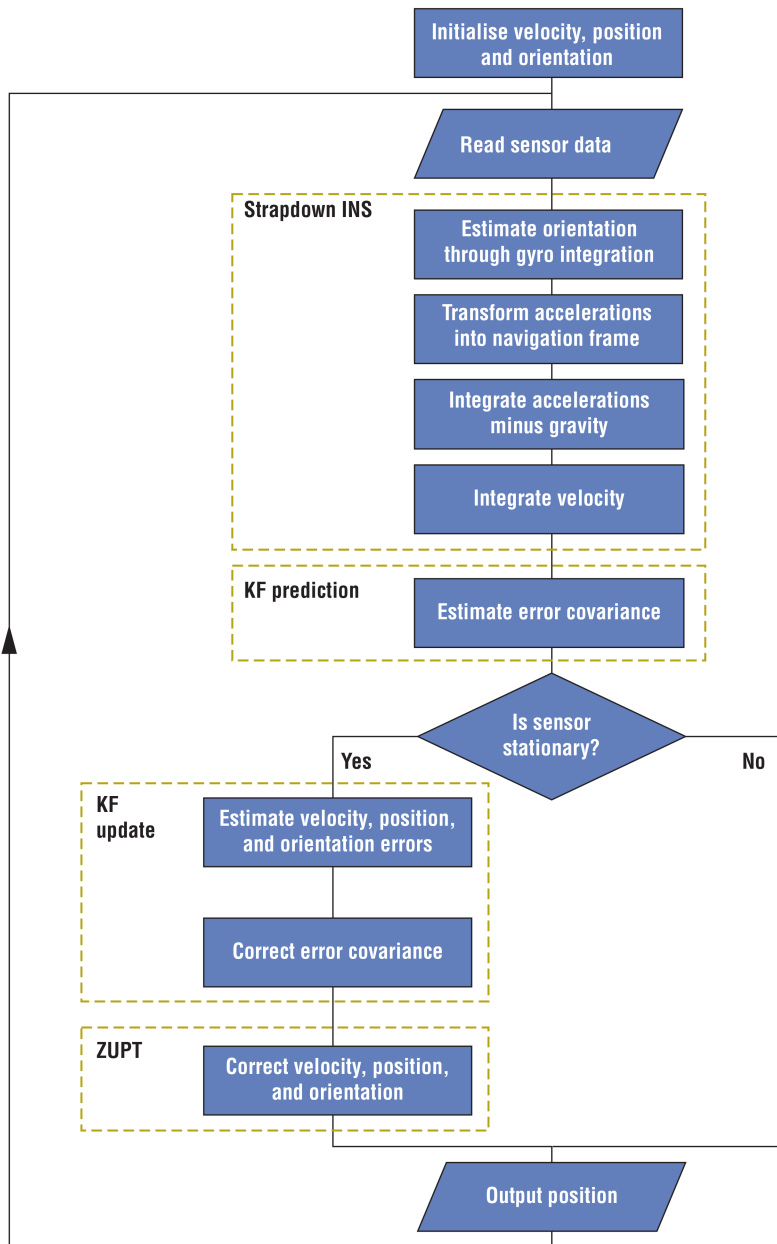 Initialise velocity, position
and orientation
Read sensor data
Strapdown INS
Estimate orientation
through gyro integration
Transform accelerations
into navigation frame
Integrate accelerations
minus gravity
Integrate velocity
KF prediction
Estimate error covariance
Is sensor
stationary?
Yes
No
KF
update
Estimate velocity, position,
and orientation errors
Correct error covariance
ZUPT
Correct velocity, position,
and orientation
Output position